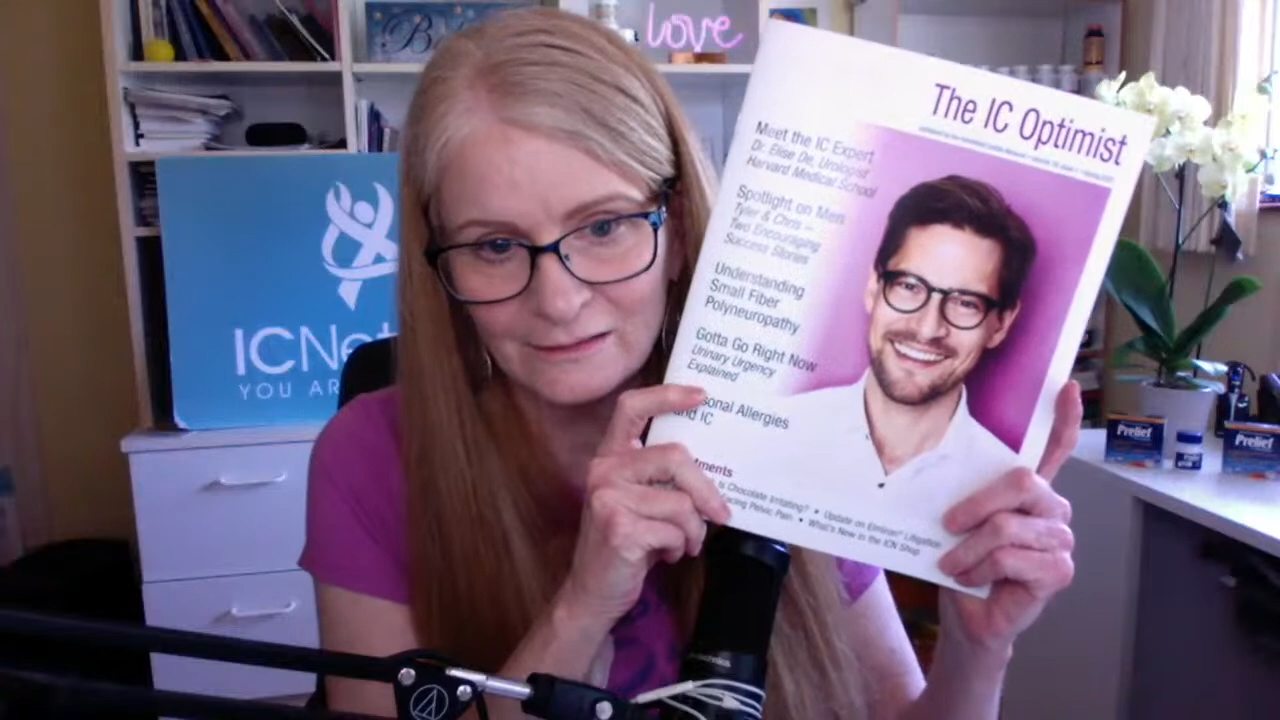 love
B
The IC Optimist
Meet the IC Expert
Dr. Elise De, Urologist
Harvard Medical School
Spotlight on Men
Tyler & Chris –
Two Encouraging
Success Stories
Understanding
Small Fiber
Polyneuropathy
Gotta Go Right Now
Urinary Urgency
Explained
sonal Allergies
and IC
tments
Is Chocolate Irritating? • Update on Elmiron® Litigation
Facing Pelvic Pain • What's New in the ICN Shop
ICNet
YOU AR
Prelief
Prelief